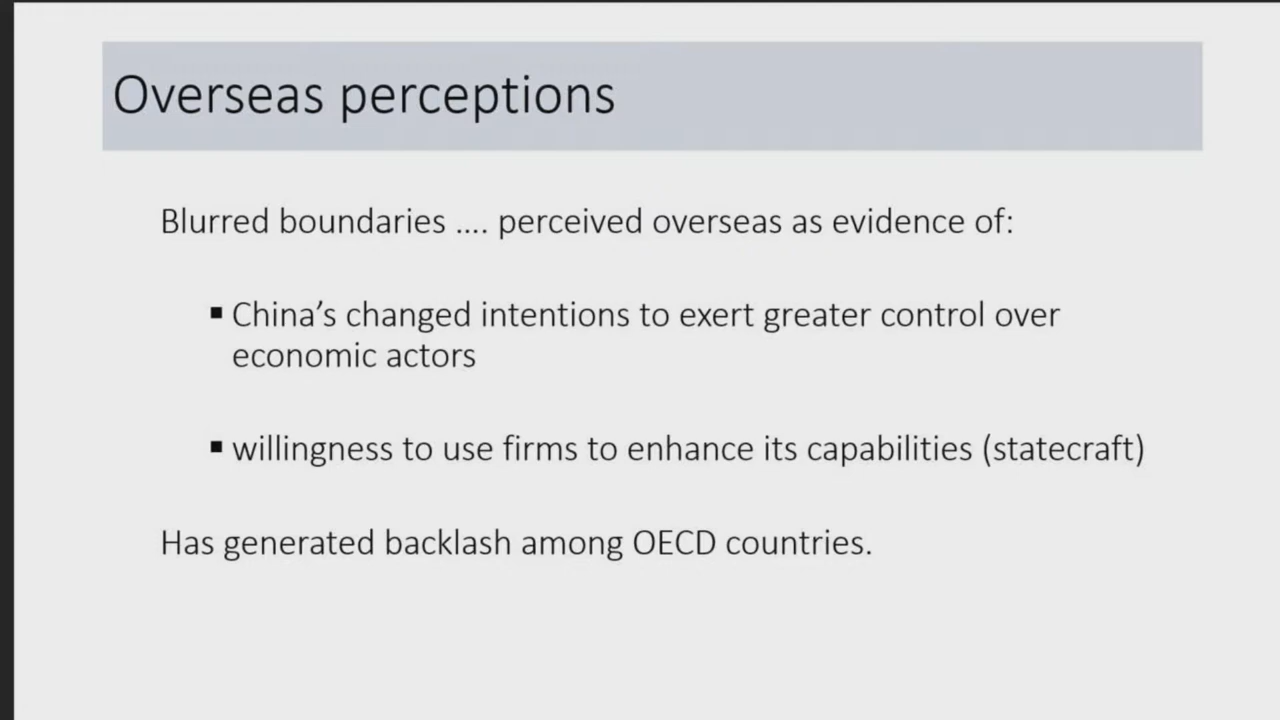 Overseas perceptions
Blurred boundaries .... perceived overseas as evidence of:
▪ China's changed intentions to exert greater control over
economic actors
▪ willingness to use firms to enhance its capabilities (statecraft)
Has generated backlash among OECD countries.